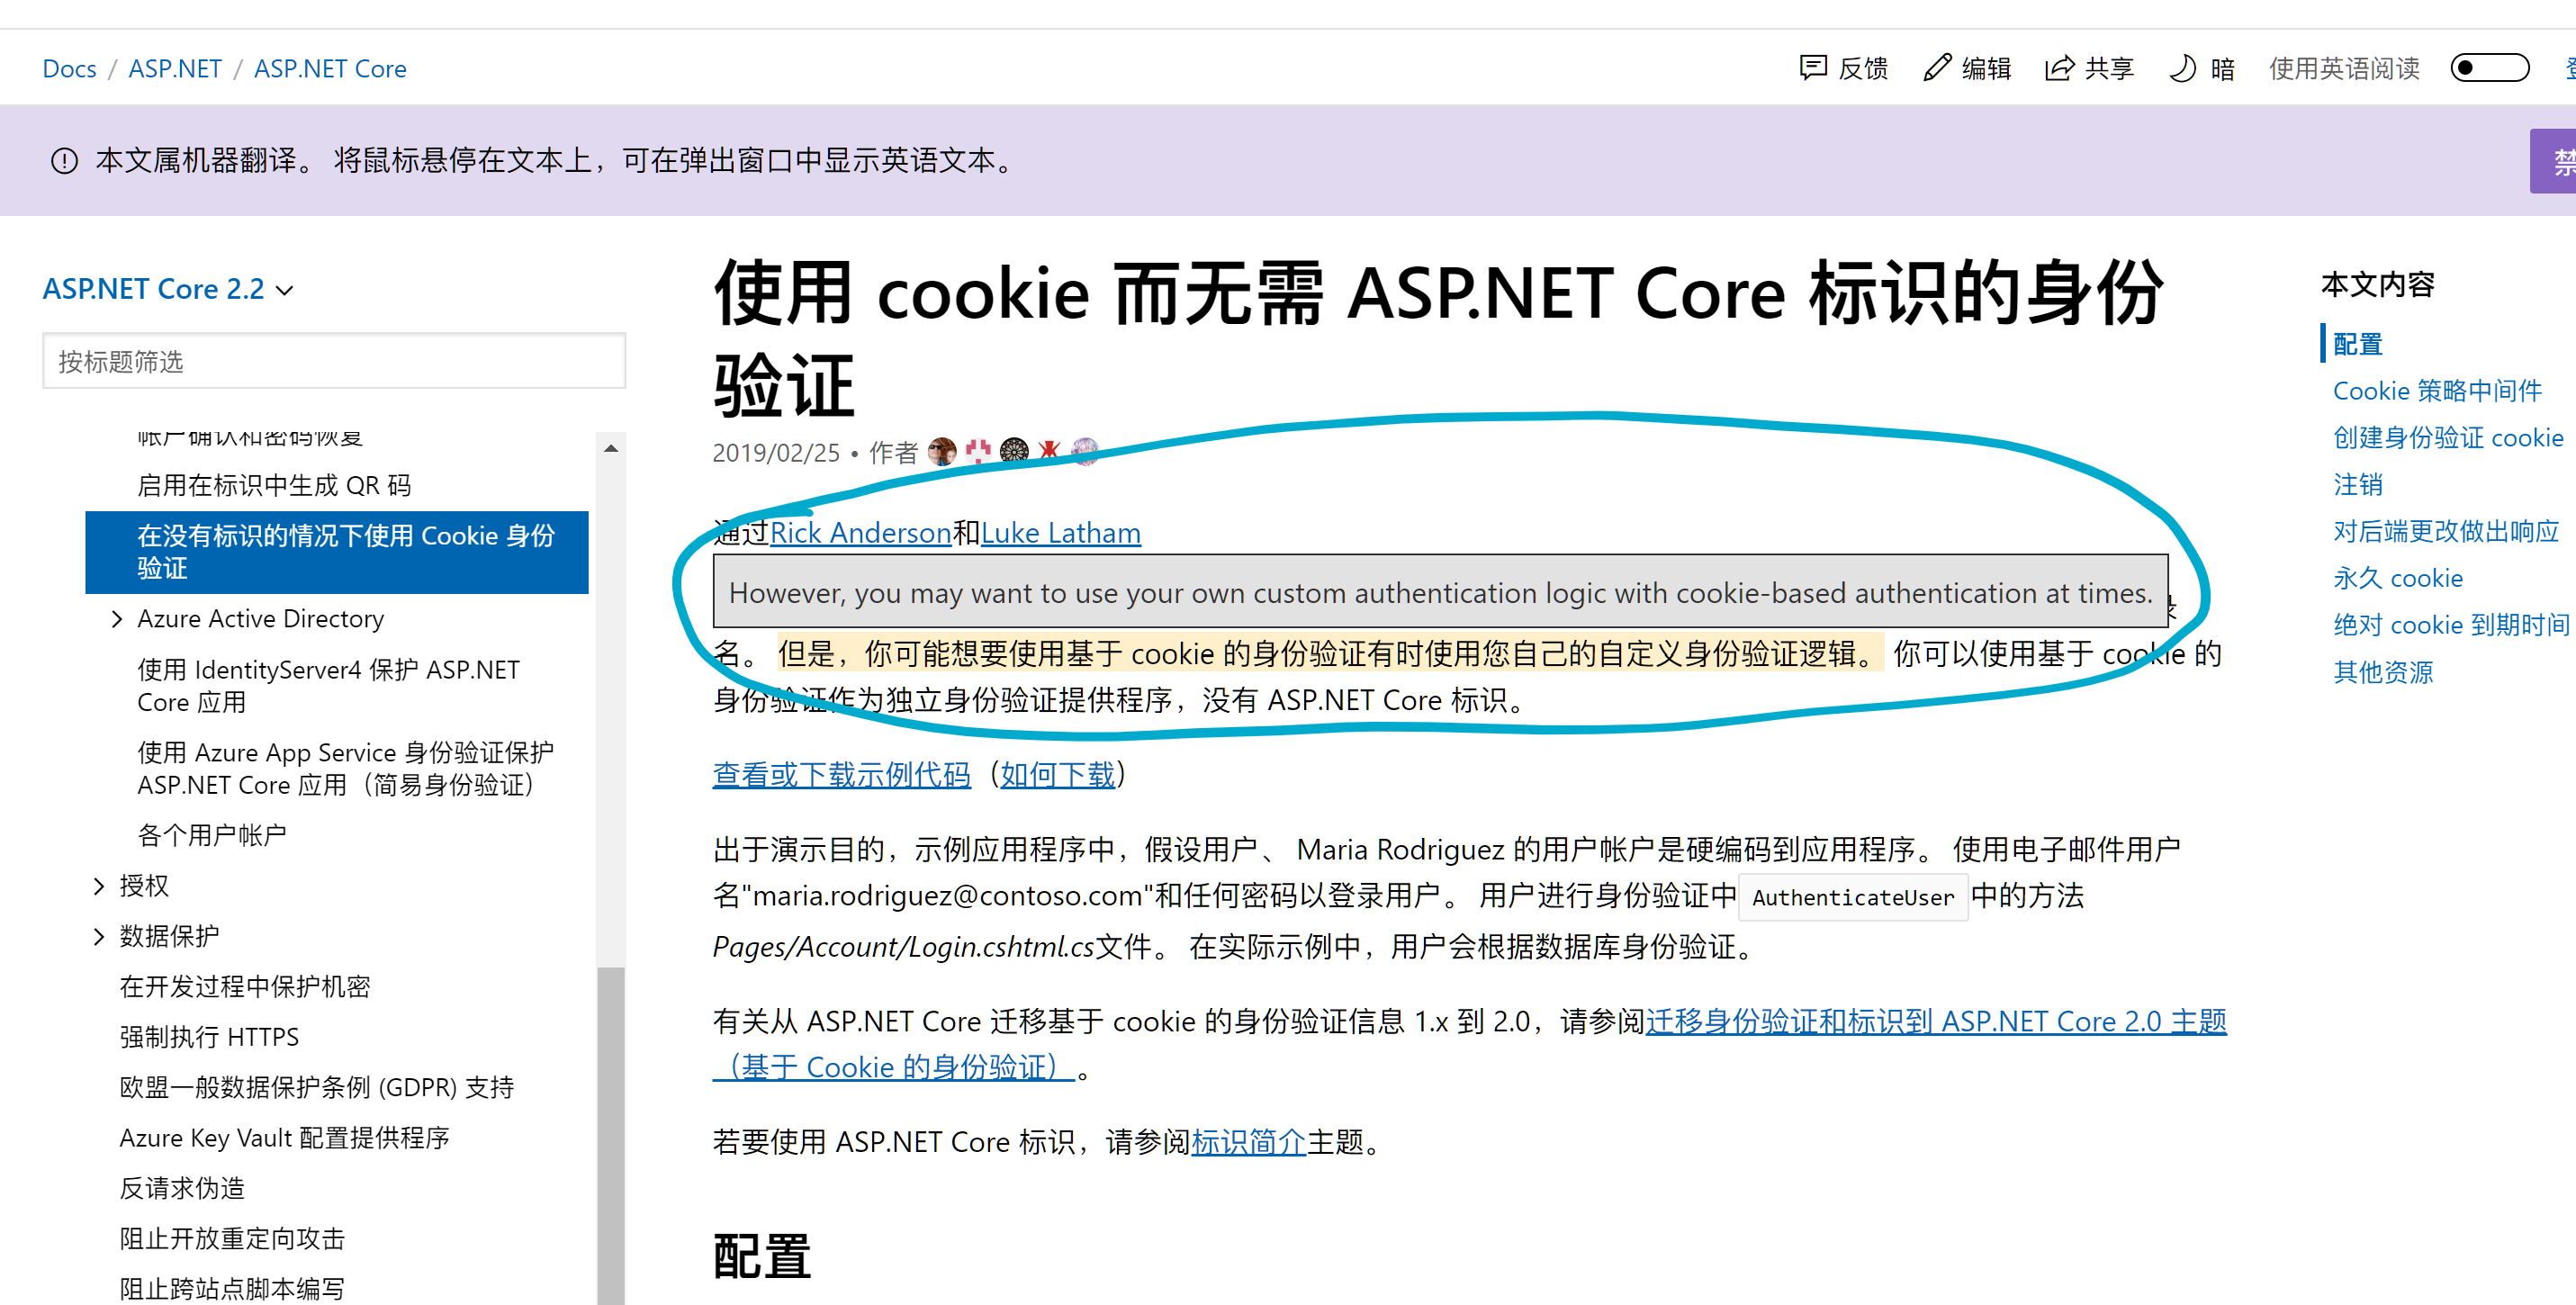 Docs / ASP.NET / ASP.NET Core
反馈 编辑 共享 暗 使用英语阅读
本文属机器翻译。 将鼠标悬停在文本上，可在弹出窗口中显示英语文本。
ASP.NET Core 2.2
按标题筛选
帐户确认和密码恢复
启用在标识中生成 QR 码
在没有标识的情况下使用 Cookie 身份
验证
Azure Active Directory
使用 IdentityServer4 保护 ASP.NET
Core 应用
使用 Azure App Service 身份验证保护
ASP.NET Core 应用（简易身份验证）
各个用户帐户
授权
数据保护
在开发过程中保护机密
强制执行 HTTPS
欧盟一般数据保护条例 (GDPR) 支持
Azure Key Vault 配置提供程序
反请求伪造
阻止开放重定向攻击
阻止跨站点脚本编写
使用 cookie 而无需 ASP.NET Core 标识的身份
验证
2019/02/25 • 作者
通过Rick Anderson和Luke Latham
However, you may want to use your own custom authentication logic with cookie-based authentication at times.
名。 但是，你可能想要使用基于 cookie 的身份验证有时使用您自己的自定义身份验证逻辑。 你可以使用基于 cookie 的
身份验证作为独立身份验证提供程序，没有 ASP.NET Core 标识。
查看或下载示例代码（如何下载）
出于演示目的，示例应用程序中，假设用户、 Maria Rodriguez 的用户帐户是硬编码到应用程序。 使用电子邮件用户
名"maria.rodriguez@contoso.com"和任何密码以登录用户。 用户进行身份验证中 AuthenticateUser 中的方法
Pages/Account/Login.cshtml.cs文件。 在实际示例中，用户会根据数据库身份验证。
有关从 ASP.NET Core 迁移基于 cookie 的身份验证信息 1.x 到 2.0，请参阅迁移身份验证和标识到 ASP.NET Core 2.0 主题
（基于 Cookie 的身份验证） 。
若要使用 ASP.NET Core 标识，请参阅标识简介主题。
配置
本文内容
配置
Cookie 策略中间件
创建身份验证 cookie
注销
对后端更改做出响应
永久 cookie
绝对 cookie 到期时间
其他资源